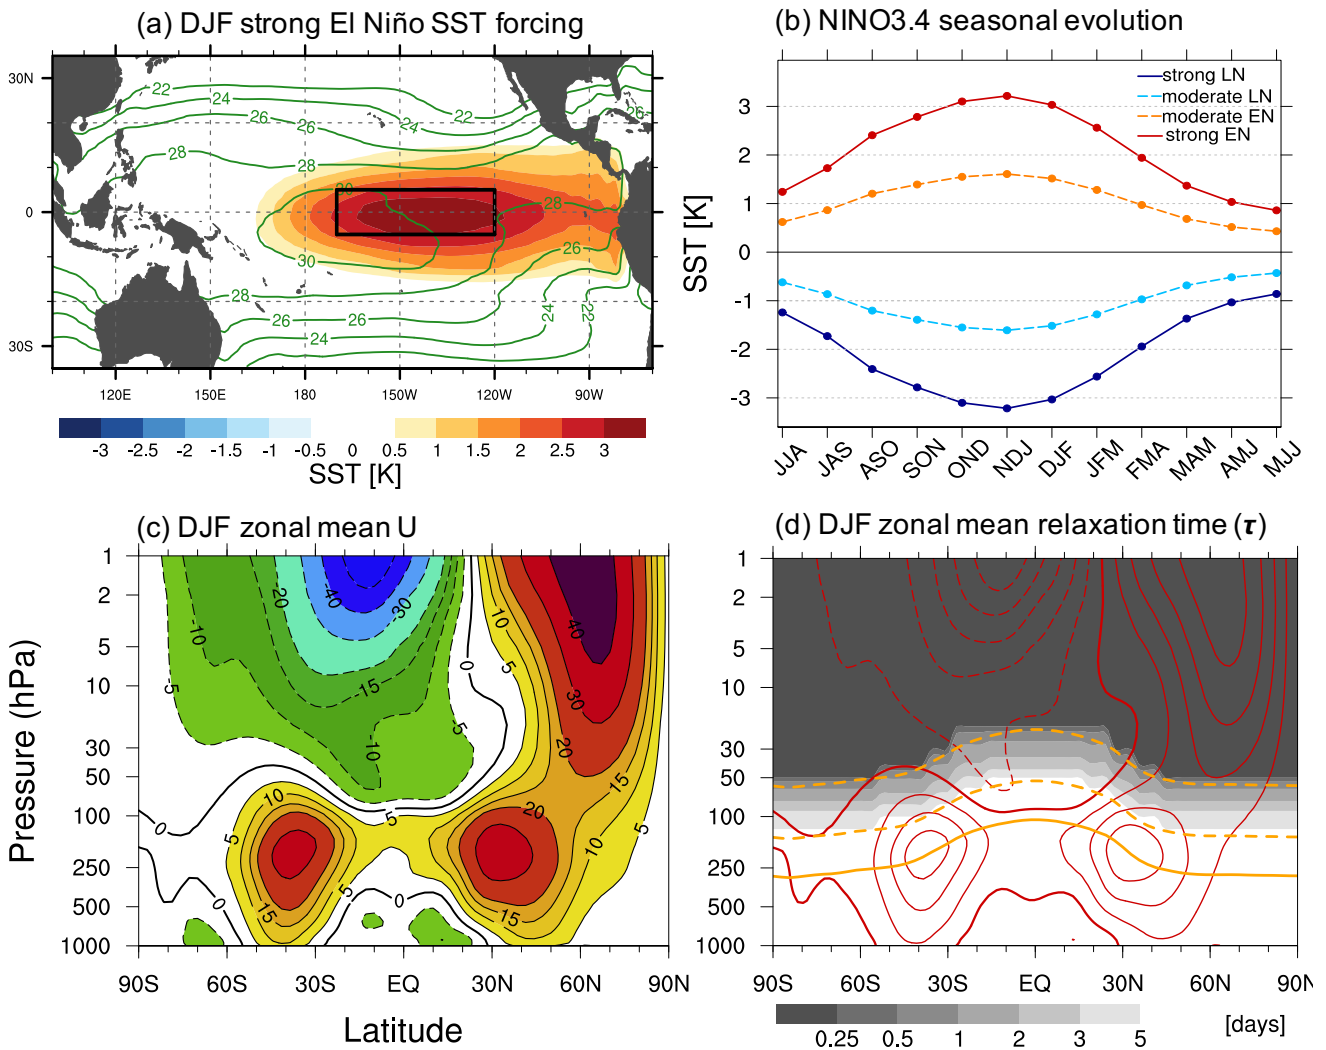 (a) DJF strong El Niño SST forcing
30N
0
30S
22
24
26
28
30
22
24
26
28
26
28
26
24
22
30
28
28
26
26
24
120E
150E
180
150W
120W
90W
-3
-2.5
-2
-1.5
-1
-0.5
0
0.5
1
1.5
2
2.5
3
SST [K]
(b) NINO3.4 seasonal evolution
strong LN
moderate LN
moderate EN
strong EN
SST [K]
3
2
1
0
-1
-2
-3
JJA
JAS
ASO
SON
OND
NDJ
DJF
JFM
FMA
MAM
AMJ
MJJ
(c) DJF zonal mean U
Pressure (hPa)
1
2
5
10
30
50
100
250
500
1000
-5
-10
-20
-40
-30
-15
-10
-5
0
5
10
40
30
20
0
10
5
15
5
5
20
15
10
15
5
0
0
90S
60S
30S
EQ
30N
60N
90N
Latitude
(d) DJF zonal mean relaxation time (τ)
1
2
5
10
30
50
100
250
500
1000
90S
60S
30S
EQ
30N
60N
90N
0.25
0.5
1
2
3
5
[days]